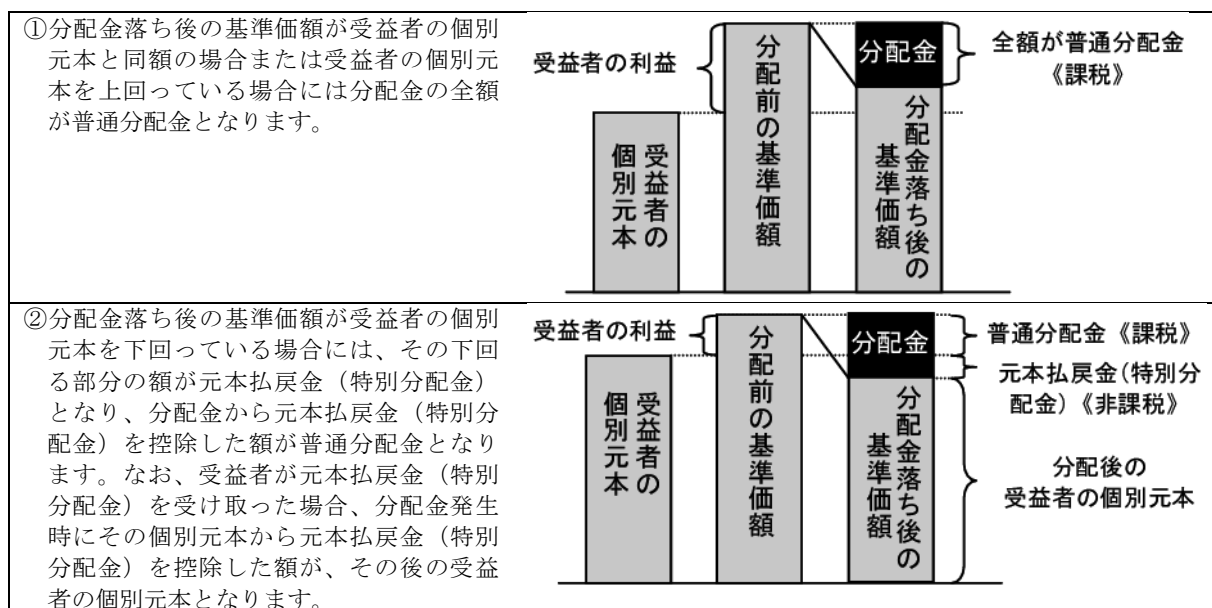 ①分配金落ち後の基準価額が受益者の個別
元本と同額の場合または受益者の個別元
本を上回っている場合には分配金の全額
が普通分配金となります。
受益者の利益
受益者の
個別元本
分配前の基準価額
分配金
分配金落ち後の
基準価額
全額が普通分配金
《課税》
②分配金落ち後の基準価額が受益者の個別
元本を下回っている場合には、その下回
る部分の額が元本払戻金（特別分配金）
となり、分配金から元本払戻金（特別分
配金）を控除した額が普通分配金となり
ます。なお、受益者が元本払戻金（特別
分配金）を受け取った場合、分配金発生
時にその個別元本から元本払戻金（特別
分配金）を控除した額が、その後の受益
者の個別元本となります。
受益者の利益
受益者の
個別元本
分配前の基準価額
分配金
分配金落ち後の
基準価額
普通分配金《課税》
元本払戻金（特別分
配金）《非課税》
分配後の
受益者の個別元本